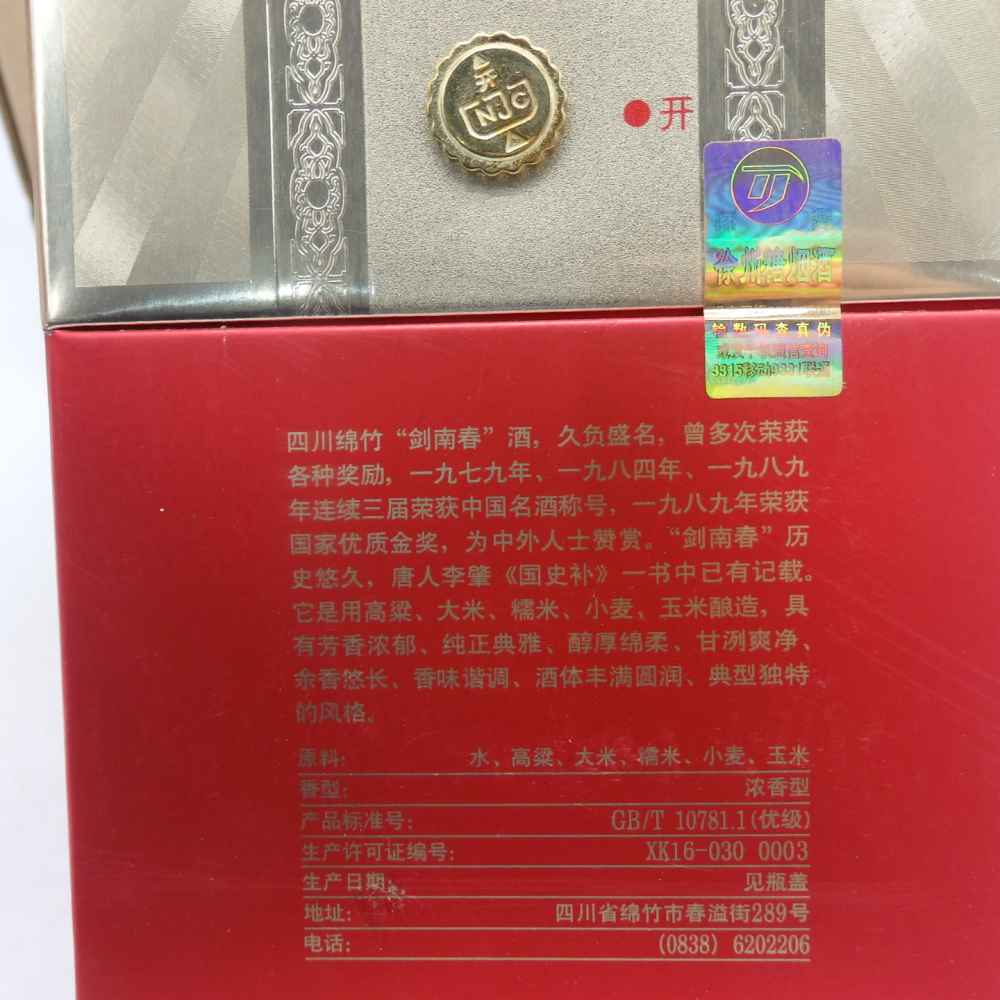 开
NJC
●开
徐州糖烟酒
输数码查真伪
四川绵竹“剑南春”酒，久负盛名，曾多次荣获
各种奖励，一九七九年、一九八四年、一九八九
年连续三届荣获中国名酒称号，一九八九年荣获
国家优质金奖，为中外人士赞赏。“剑南春”历
史悠久，唐人李肇《国史补》一书中已有记载。
它是用高粱、大米、糯米、小麦、玉米酿造，具
有芳香浓郁、纯正典雅、醇厚绵柔、甘洌爽净、
余香悠长、香味谐调、酒体丰满圆润、典型独特
的风格。
原料: 水、高粱、大米、糯米、小麦、玉米
香型: 浓香型
产品标准号: GB/T 10781.1(优级)
生产许可证编号: XK16-030 0003
生产日期: 见瓶盖
地址: 四川省绵竹市春溢街289号
电话: (0838) 6202206